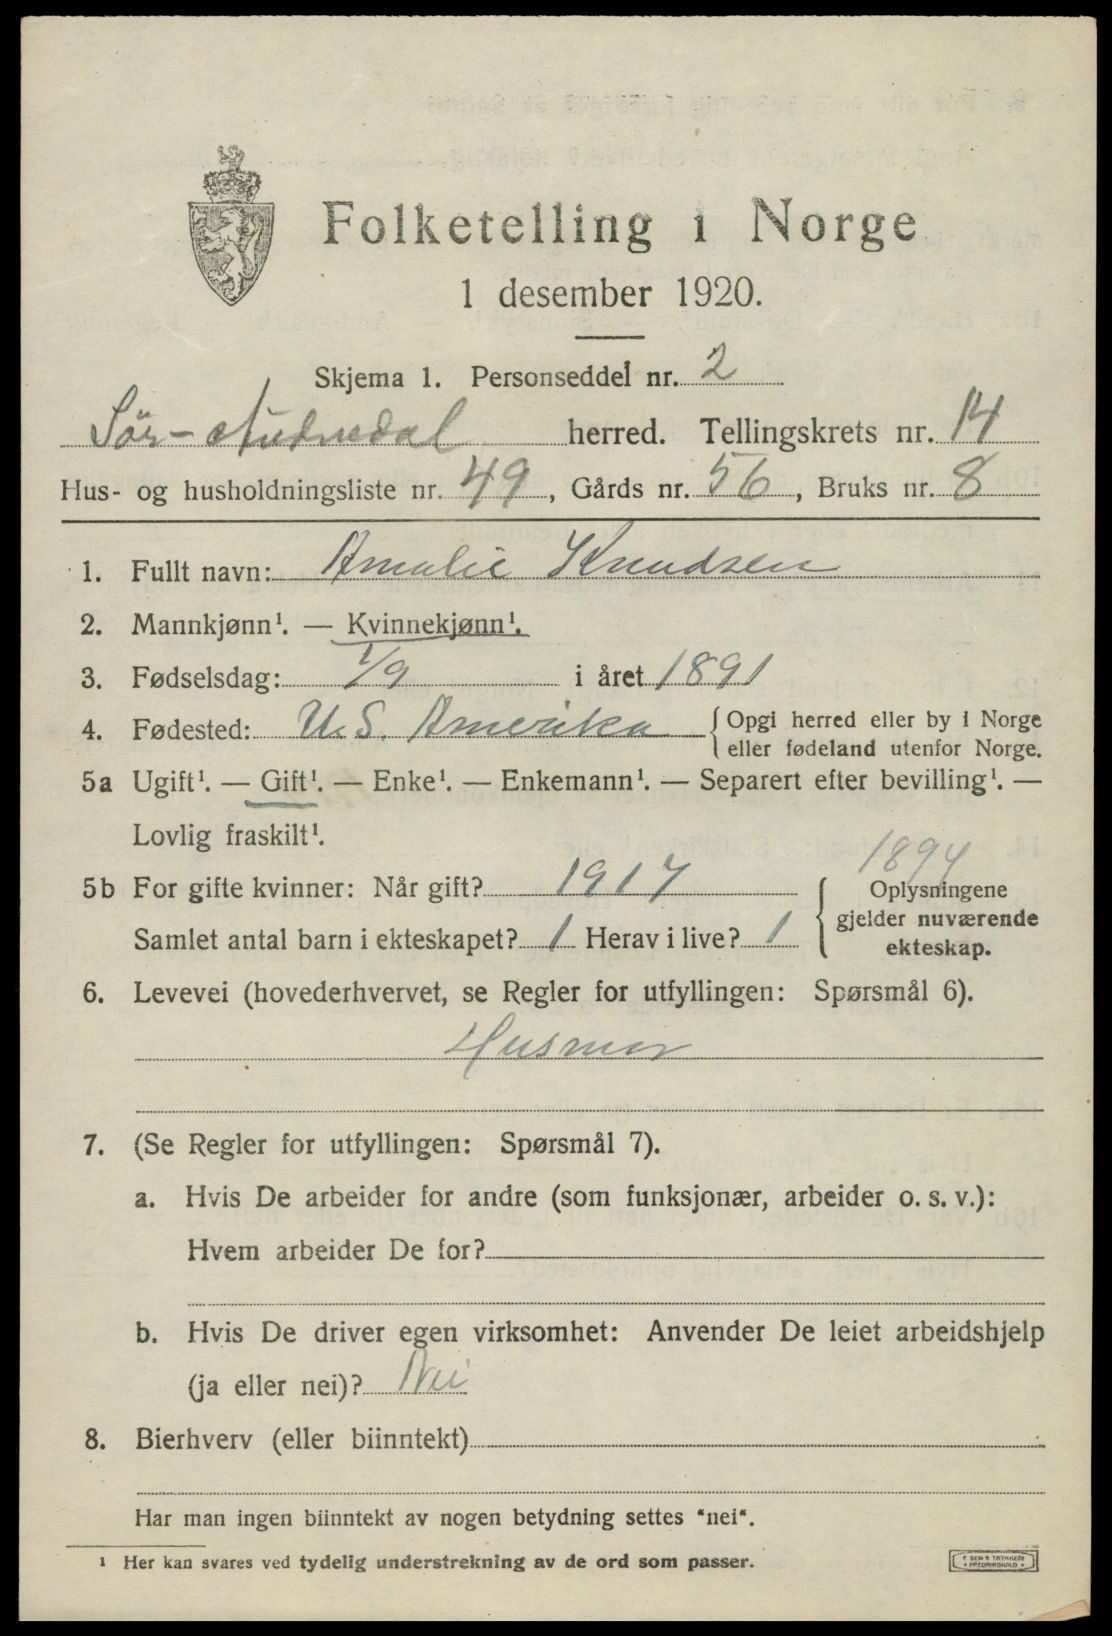 Folketelling i Norge
1 desember 1920.
Skjema 1. Personseddel nr. 2
Sör-Audnedal herred. Tellingskrets nr. 14
Hus- og husholdningsliste nr. 49, Gårds nr. 56, Bruks nr. 8
1. Fullt navn: Amalie Knudsen
2. Mannkjønn¹. — Kvinnekjønn¹.
3. Fødselsdag: 1/9 i året 1891
4. Fødested: U.S. Amerika { Opgi herred eller by i Norge
eller fødeland utenfor Norge.
5a Ugift¹. — Gift¹. — Enke¹. — Enkemann¹. — Separert efter bevilling¹. —
Lovlig fraskilt¹.
1894
5b For gifte kvinner: Når gift? 1917 { Oplysningene
gjelder nuværende
Samlet antal barn i ekteskapet? 1 Herav i live? 1
ekteskap.
6. Levevei (hovederhvervet, se Regler for utfyllingen: Spørsmål 6).
Husmor
7. (Se Regler for utfyllingen: Spørsmål 7).
a. Hvis De arbeider for andre (som funksjonær, arbeider o. s. v.):
Hvem arbeider De for?
b. Hvis De driver egen virksomhet: Anvender De leiet arbeidshjelp
(ja eller nei)? Nei
8. Bierhverv (eller biinntekt)
Har man ingen biinntekt av nogen betydning settes "nei".
¹ Her kan svares ved tydelig understrekning av de ord som passer.
FREDRIKSHALD